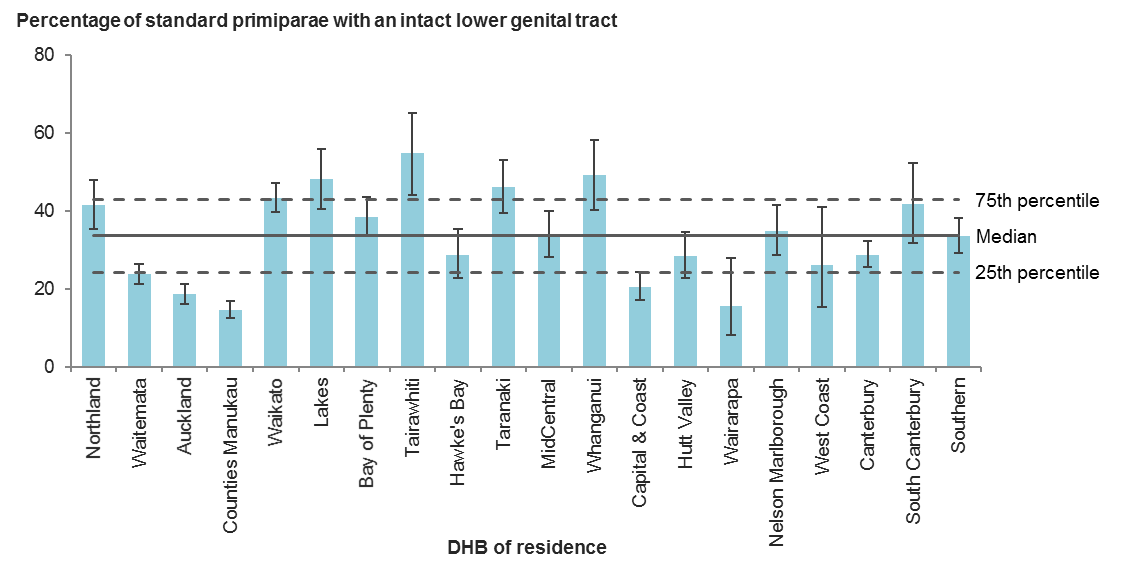 Percentage of standard primiparae with an intact lower genital tract
80
60
40
20
0
75th percentile
Median
25th percentile
Northland
Waitemata
Auckland
Counties Manukau
Waikato
Lakes
Bay of Plenty
Tairawhiti
Hawke's Bay
Taranaki
MidCentral
Whanganui
Capital & Coast
Hutt Valley
Wairarapa
Nelson Marlborough
West Coast
Canterbury
South Canterbury
Southern
DHB of residence